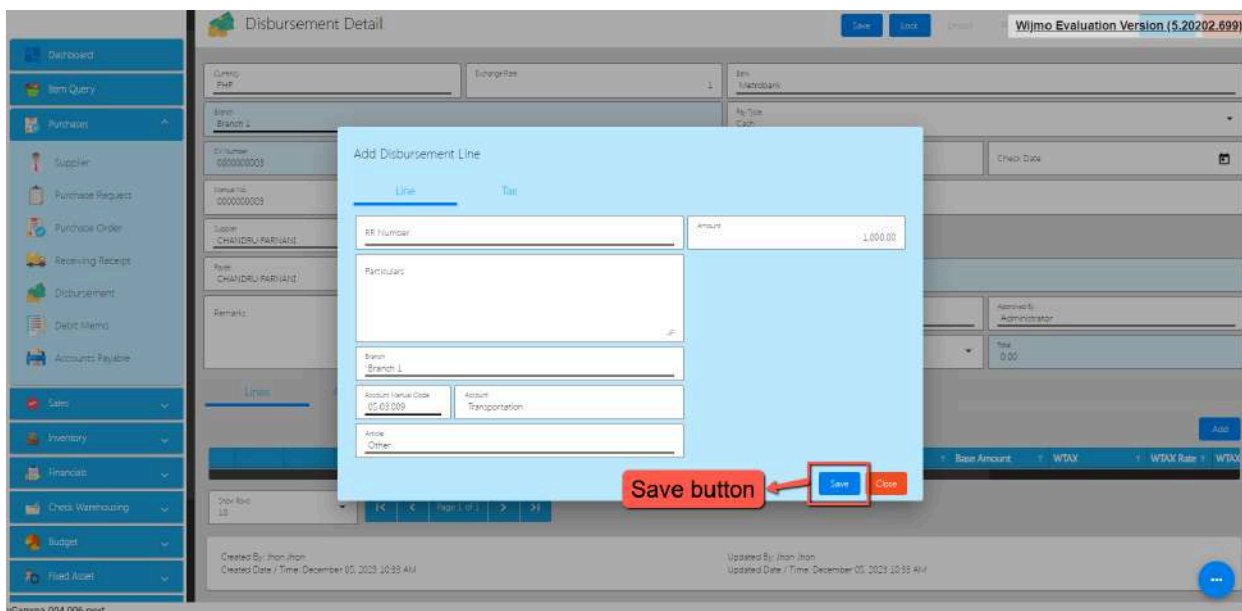 Disbursement Detail
Save
Lock
Wijmo Evaluation Version (5.20202.699)
Dashboard
Item Query
Purchases
Supplier
Purchase Request
Purchase Order
Receiving Receipt
Disbursement
Debit Memo
Accounts Payable
Sales
Inventory
Financials
Check Warehousing
Budget
Fixed Asset
Currency
PHP
Exchange Rate
1
Bank
Metrobank
Branch
Branch 1
Pay Type
Cash
CV Number
0000000003
Check Date
Manual No.
0000000003
Supplier
CHANDRU PARNANI
Payee
CHANDRU PARNANI
Remarks
Approved By
Administrator
Total
0.00
Add Disbursement Line
Line
Tax
RR Number
Amount
1,000.00
Particulars
Branch
Branch 1
Account Manual Code
05.03.009
Account
Transportation
Article
Other
Save
Close
Save button
Lines
Add
Base Amount
WTAX
WTAX Rate
WTAX
Show Rows
10
Page 1 of 1
Created By: Jhon Jhon
Created Date / Time: December 05, 2023 10:33 AM
Updated By: Jhon Jhon
Updated Date / Time: December 05, 2023 10:33 AM